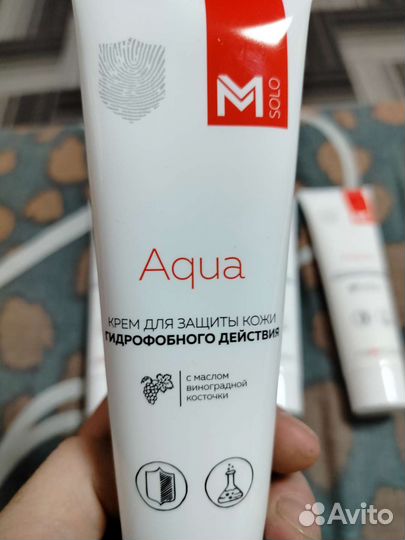 M
SOLO
Aqua
КРЕМ ДЛЯ ЗАЩИТЫ КОЖИ
ГИДРОФОБНОГО ДЕЙСТВИЯ
с маслом
виноградной
косточки
Avito